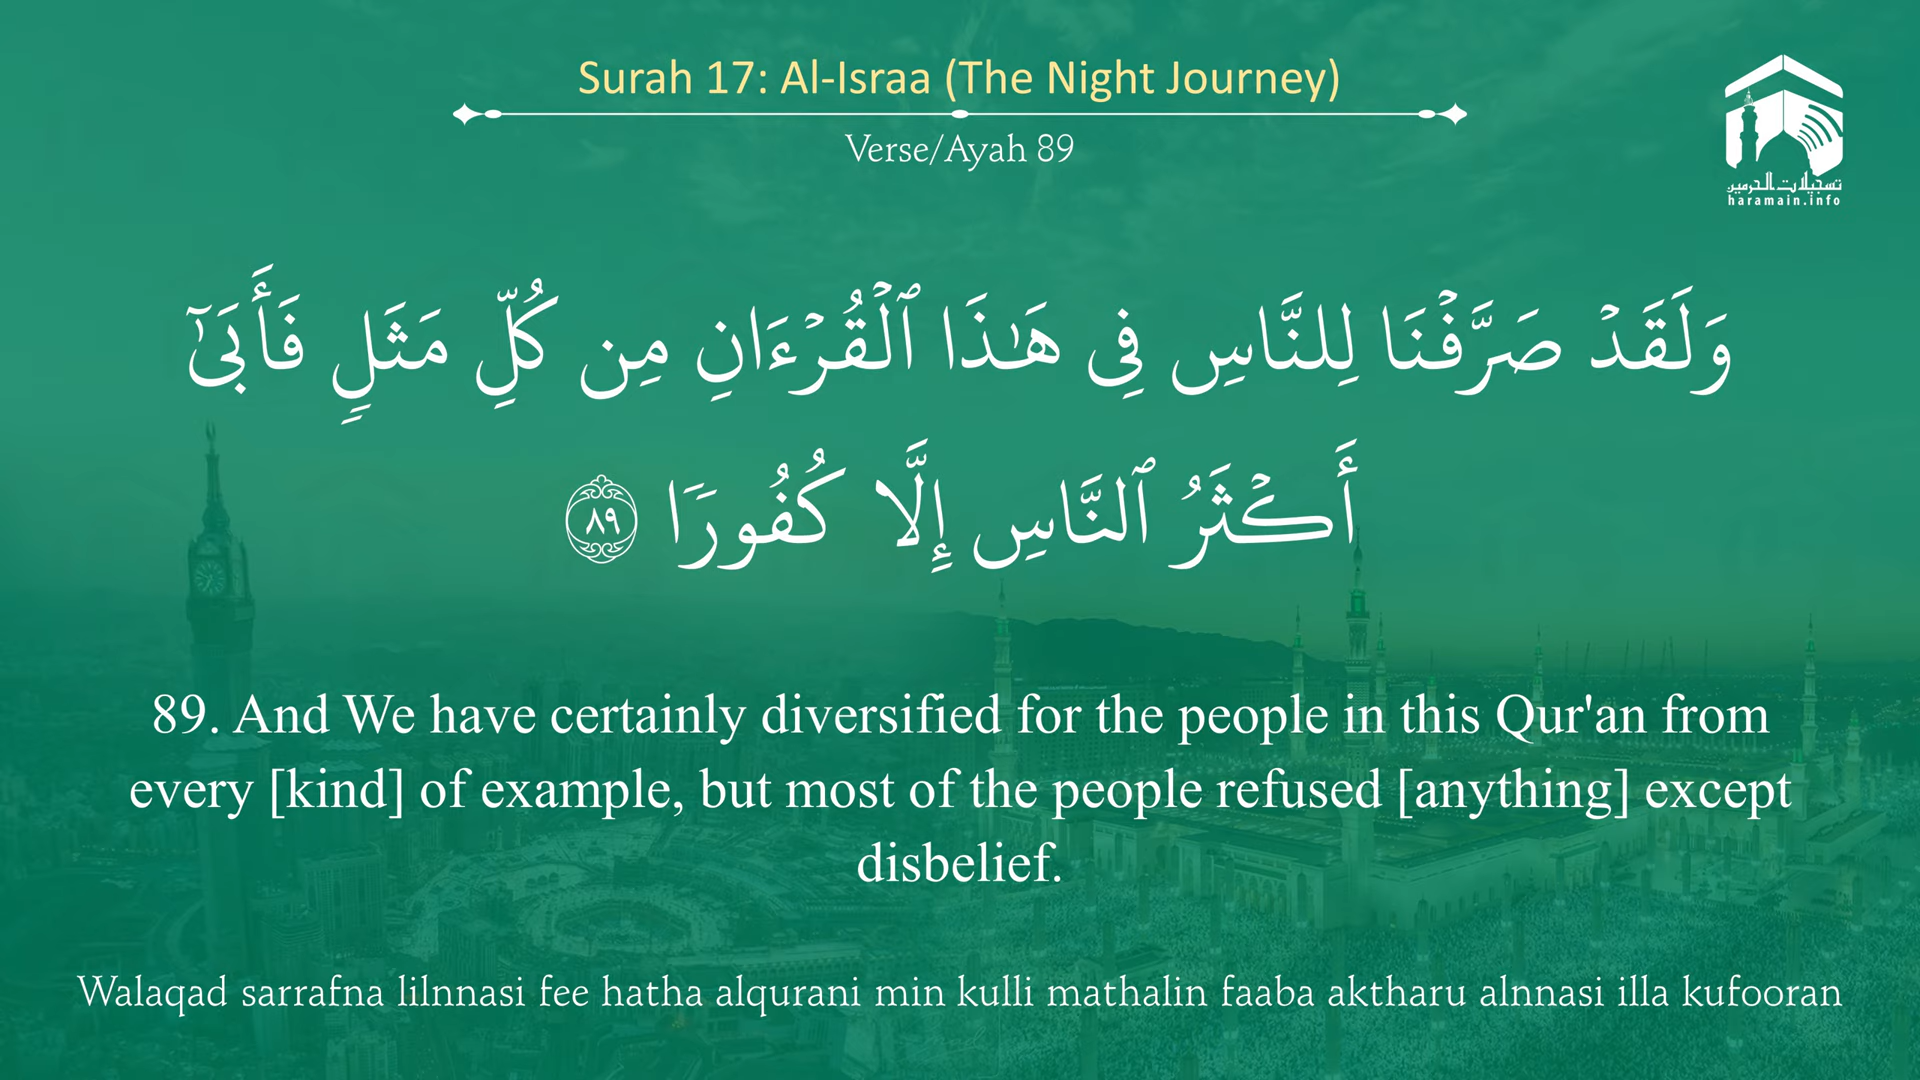 Surah 17: Al-Israa (The Night Journey)
Verse/Ayah 89
تسجيلات الحرمين
haramain.info
وَلَقَدۡ صَرَّفۡنَا لِلنَّاسِ فِى هَـٰذَا ٱلۡقُرۡءَانِ مِن كُلِّ مَثَلٍ فَأَبَىٰٓ
أَكۡثَرُ ٱلنَّاسِ إِلَّا كُفُورًا ٨٩
89. And We have certainly diversified for the people in this Qur'an from
every [kind] of example, but most of the people refused [anything] except
disbelief.
Walaqad sarrafna lilnnasi fee hatha alqurani min kulli mathalin faaba aktharu alnnasi illa kufooran